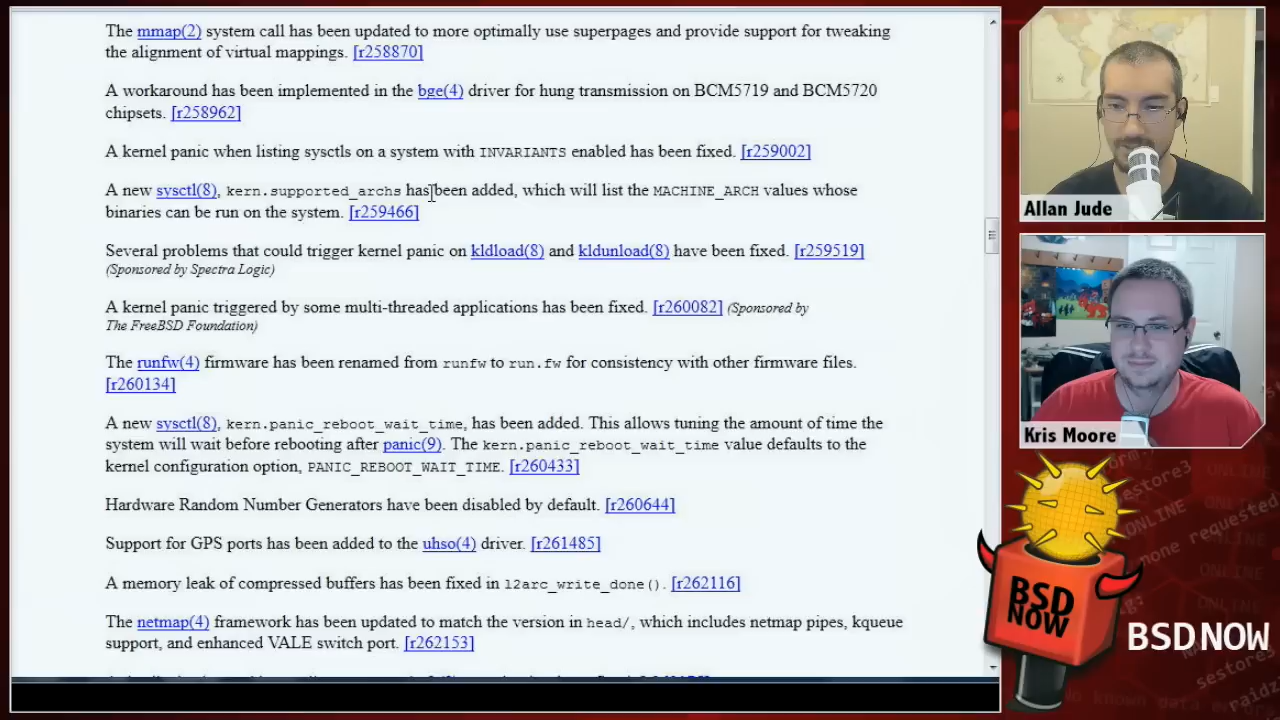 The mmap(2) system call has been updated to more optimally use superpages and provide support for tweaking
the alignment of virtual mappings. [r258870]
A workaround has been implemented in the bge(4) driver for hung transmission on BCM5719 and BCM5720
chipsets. [r258962]
A kernel panic when listing sysctls on a system with INVARIANTS enabled has been fixed. [r259002]
A new sysctl(8), kern.supported_archs has been added, which will list the MACHINE_ARCH values whose
binaries can be run on the system. [r259466]
Several problems that could trigger kernel panic on kldload(8) and kldunload(8) have been fixed. [r259519]
(Sponsored by Spectra Logic)
A kernel panic triggered by some multi-threaded applications has been fixed. [r260082] (Sponsored by
The FreeBSD Foundation)
The runfw(4) firmware has been renamed from runfw to run.fw for consistency with other firmware files.
[r260134]
A new sysctl(8), kern.panic_reboot_wait_time, has been added. This allows tuning the amount of time the
system will wait before rebooting after panic(9). The kern.panic_reboot_wait_time value defaults to the
kernel configuration option, PANIC_REBOOT_WAIT_TIME. [r260433]
Hardware Random Number Generators have been disabled by default. [r260644]
Support for GPS ports has been added to the uhso(4) driver. [r261485]
A memory leak of compressed buffers has been fixed in l2arc_write_done(). [r262116]
The netmap(4) framework has been updated to match the version in head/, which includes netmap pipes, kqueue
support, and enhanced VALE switch port. [r262153]
Allan Jude
Kris Moore
BSD
NOW
BSD NOW